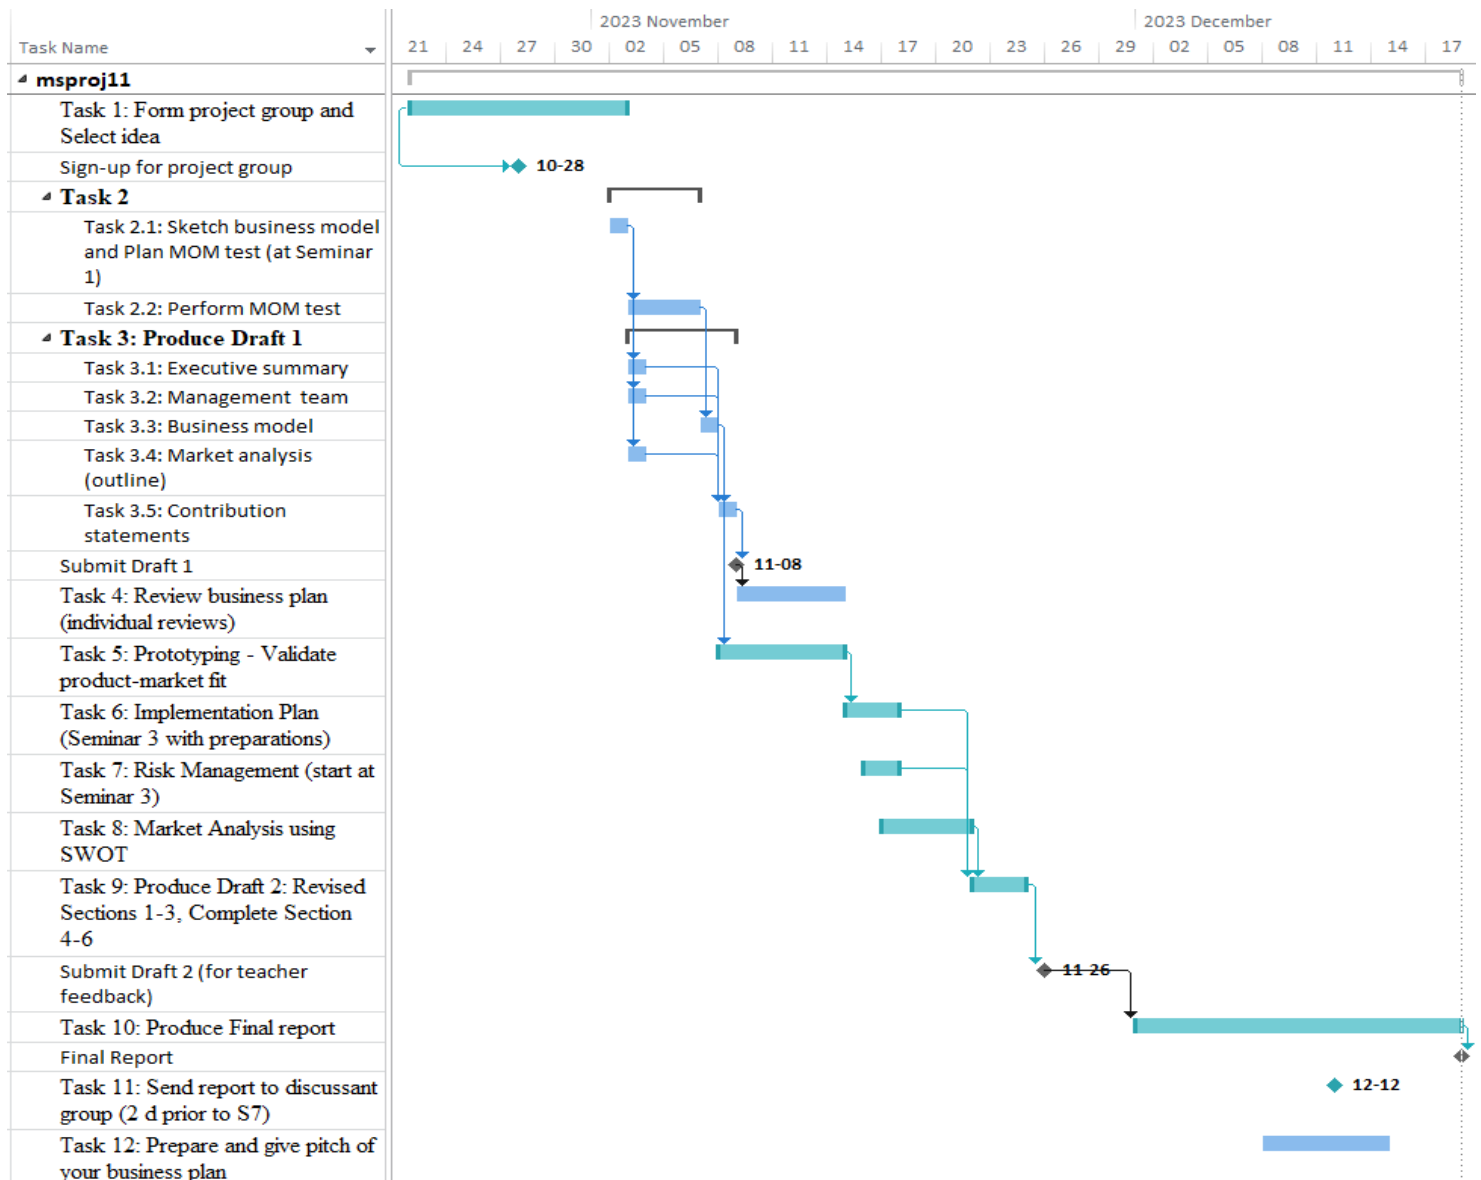 2023 November
2023 December
Task Name
21 24 27 30 02 05 08 11 14 17 20 23 26 29 02 05 08 11 14 17
msproj11
Task 1: Form project group and
Select idea
Sign-up for project group
10-28
Task 2
Task 2.1: Sketch business model
and Plan MOM test (at Seminar
1)
Task 2.2: Perform MOM test
Task 3: Produce Draft 1
Task 3.1: Executive summary
Task 3.2: Management team
Task 3.3: Business model
Task 3.4: Market analysis
(outline)
Task 3.5: Contribution
statements
Submit Draft 1
11-08
Task 4: Review business plan
(individual reviews)
Task 5: Prototyping - Validate
product-market fit
Task 6: Implementation Plan
(Seminar 3 with preparations)
Task 7: Risk Management (start at
Seminar 3)
Task 8: Market Analysis using
SWOT
Task 9: Produce Draft 2: Revised
Sections 1-3, Complete Section
4-6
Submit Draft 2 (for teacher
feedback)
11-26
Task 10: Produce Final report
Final Report
Task 11: Send report to discussant
group (2 d prior to S7)
12-12
Task 12: Prepare and give pitch of
your business plan